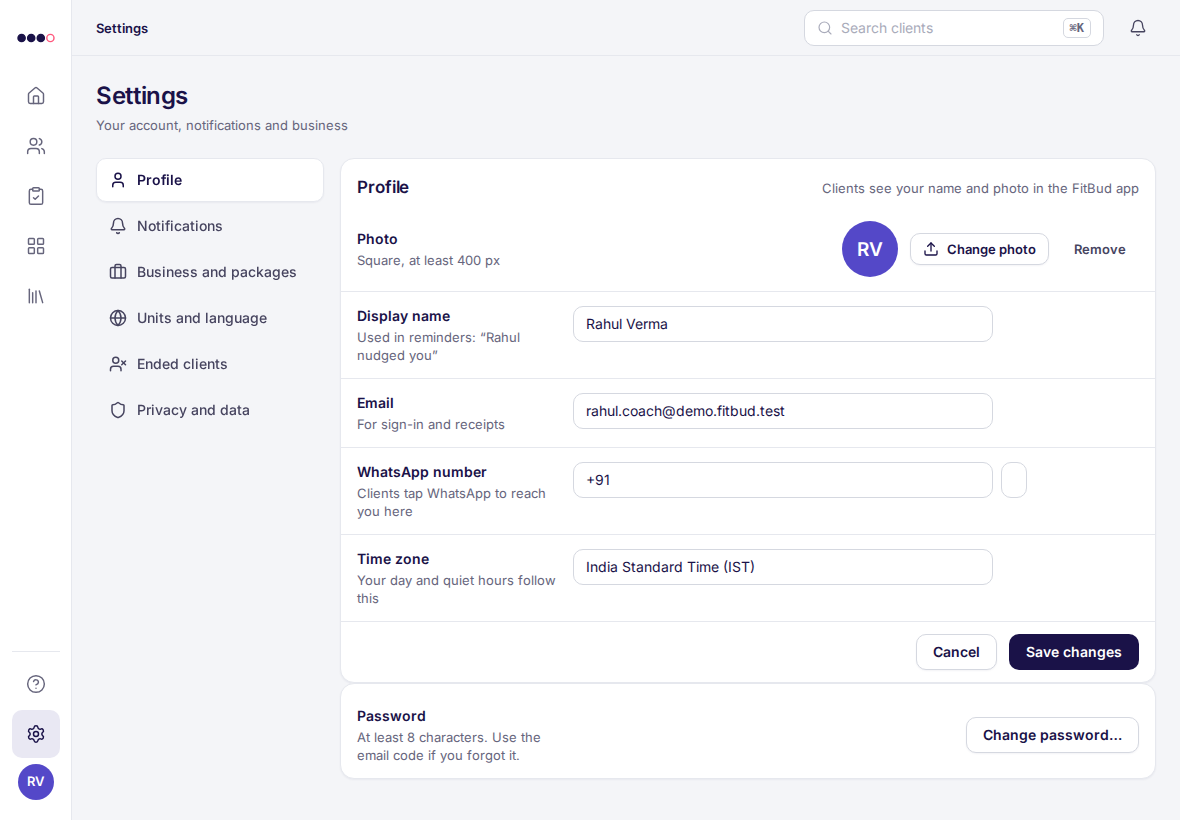 Settings
Search clients
⌘K
Settings
Your account, notifications and business
Profile
Notifications
Business and packages
Units and language
Ended clients
Privacy and data
Profile
Clients see your name and photo in the FitBud app
Photo
Square, at least 400 px
RV
Change photo
Remove
Display name
Used in reminders: “Rahul
nudged you”
Rahul Verma
Email
For sign-in and receipts
rahul.coach@demo.fitbud.test
WhatsApp number
Clients tap WhatsApp to reach
you here
+91
Time zone
Your day and quiet hours follow
this
India Standard Time (IST)
Cancel
Save changes
Password
At least 8 characters. Use the
email code if you forgot it.
Change password…
RV